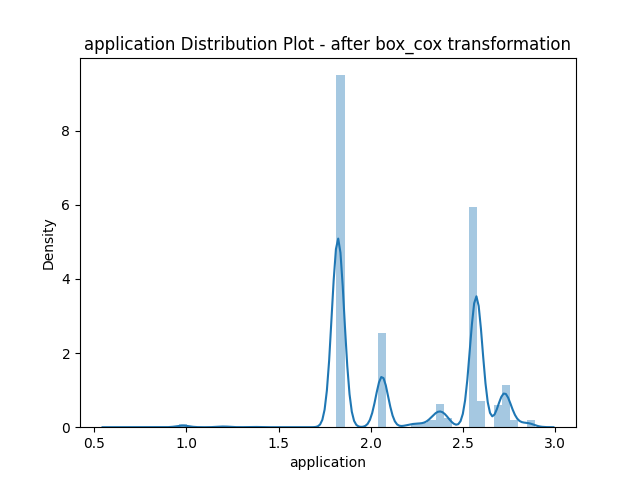 application Distribution Plot - after box_cox transformation
Density
8
6
4
2
0
0.5 1.0 1.5 2.0 2.5 3.0
application